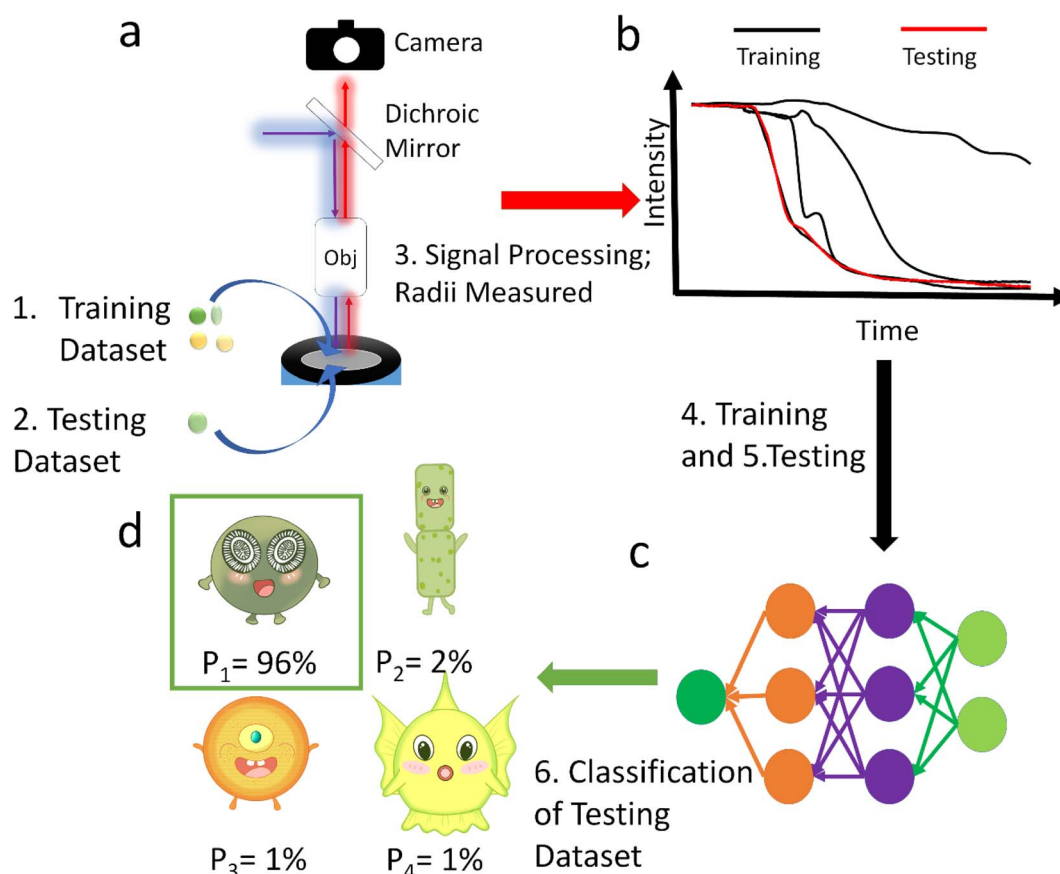 a
Camera
Dichroic
Mirror
Obj
1. Training
Dataset
2. Testing
Dataset
3. Signal Processing;
Radii Measured
b
Training
Testing
Intensity
Time
4. Training
and 5.Testing
c
d
P1= 96%
P2= 2%
P3= 1%
P4= 1%
6. Classification
of Testing
Dataset